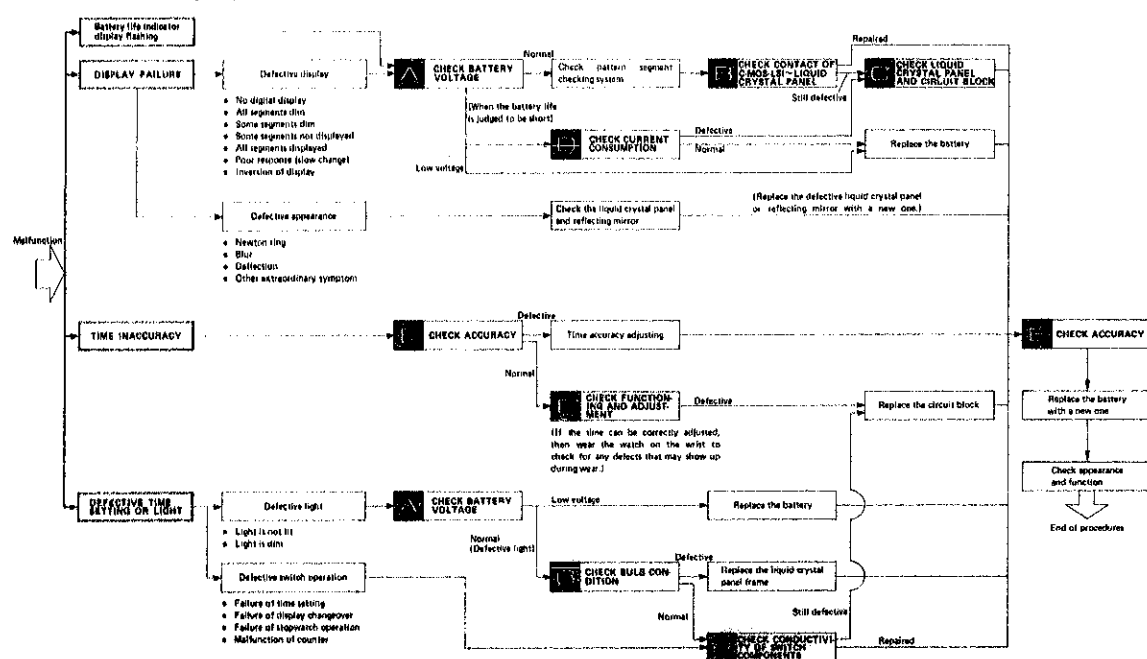 Battery life indicator
display flashing
DISPLAY FAILURE
Defective display
No digital display
All segments dim
Some segments dim
Some segments not displayed
All segments displayed
Poor response (slow change)
Inversion of display
A CHECK BATTERY
VOLTAGE
Normal
Check pattern segment
checking system
B CHECK CONTACT OF
C-MOS-LSI~LIQUID
CRYSTAL PANEL
Repaired
Still defective
C CHECK LIQUID
CRYSTAL PANEL
AND CIRCUIT BLOCK
(When the battery life
is judged to be short)
D CHECK CURRENT
CONSUMPTION
Defective
Normal
Low voltage
Replace the battery
Defective appearance
Newton ring
Blur
Deflection
Other extraordinary symptom
Check the liquid crystal panel
and reflecting mirror
(Replace the defective liquid crystal panel
or reflecting mirror with a new one.)
Malfunction
TIME INACCURACY
CHECK ACCURACY
Defective
Time accuracy adjusting
Normal
CHECK FUNCTION-
ING AND ADJUST-
MENT
Defective
(If the time can be correctly adjusted,
then wear the watch on the wrist to
check for any defects that may show up
during wear.)
Replace the circuit block
CHECK ACCURACY
Replace the battery
with a new one
Check appearance
and function
End of procedures
DEFECTIVE TIME
SETTING OR LIGHT
Defective light
Light is not lit
Light is dim
A CHECK BATTERY
VOLTAGE
Low voltage
Replace the battery
Normal
(Defective light)
CHECK BULB CON-
DITION
Defective
Replace the liquid crystal
panel frame
Normal
Still defective
Defective switch operation
Failure of time setting
Failure of display changeover
Failure of stopwatch operation
Malfunction of counter
CHECK CONDUCTIVI-
TY OF SWITCH
COMPONENTS
Repaired